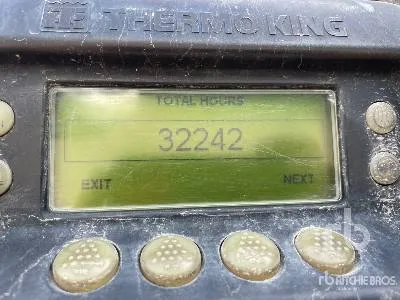 THERMO KING
TOTAL HOURS
32242
EXIT NEXT
rb
RITCHIE BROS.